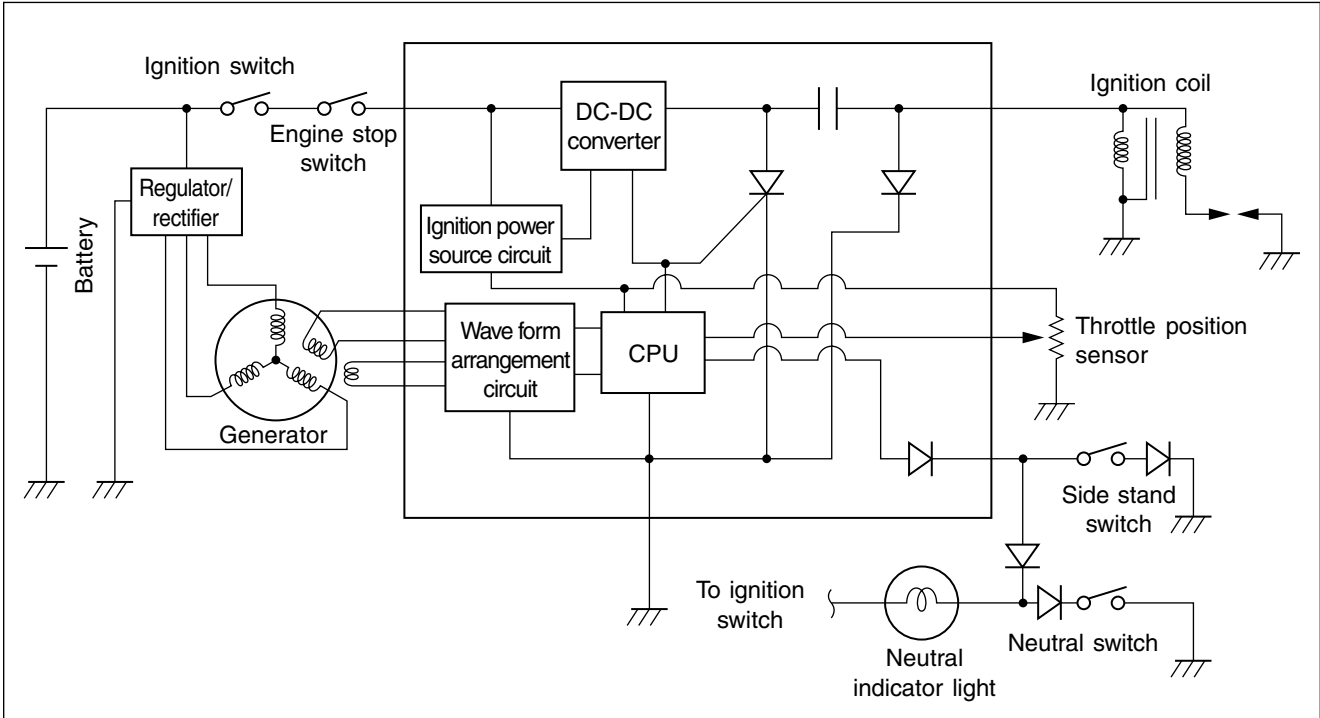 Ignition switch
Engine stop
switch
DC-DC
converter
Ignition coil
Regulator/
rectifier
Battery
Ignition power
source circuit
Wave form
arrangement
circuit
CPU
Throttle position
sensor
Generator
Side stand
switch
To ignition
switch
Neutral
indicator light
Neutral switch